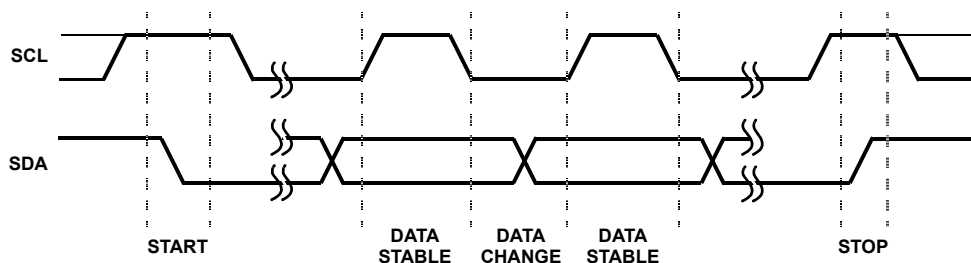 SCL
SDA
START
DATA
STABLE
DATA
CHANGE
DATA
STABLE
STOP